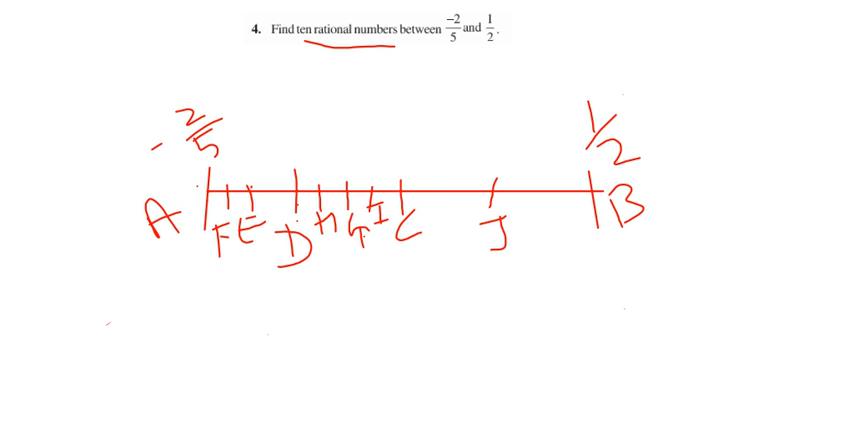 4. Find ten rational numbers between -2/5 and 1/2.
- 2/5
1/2
A F E D H G I C J B